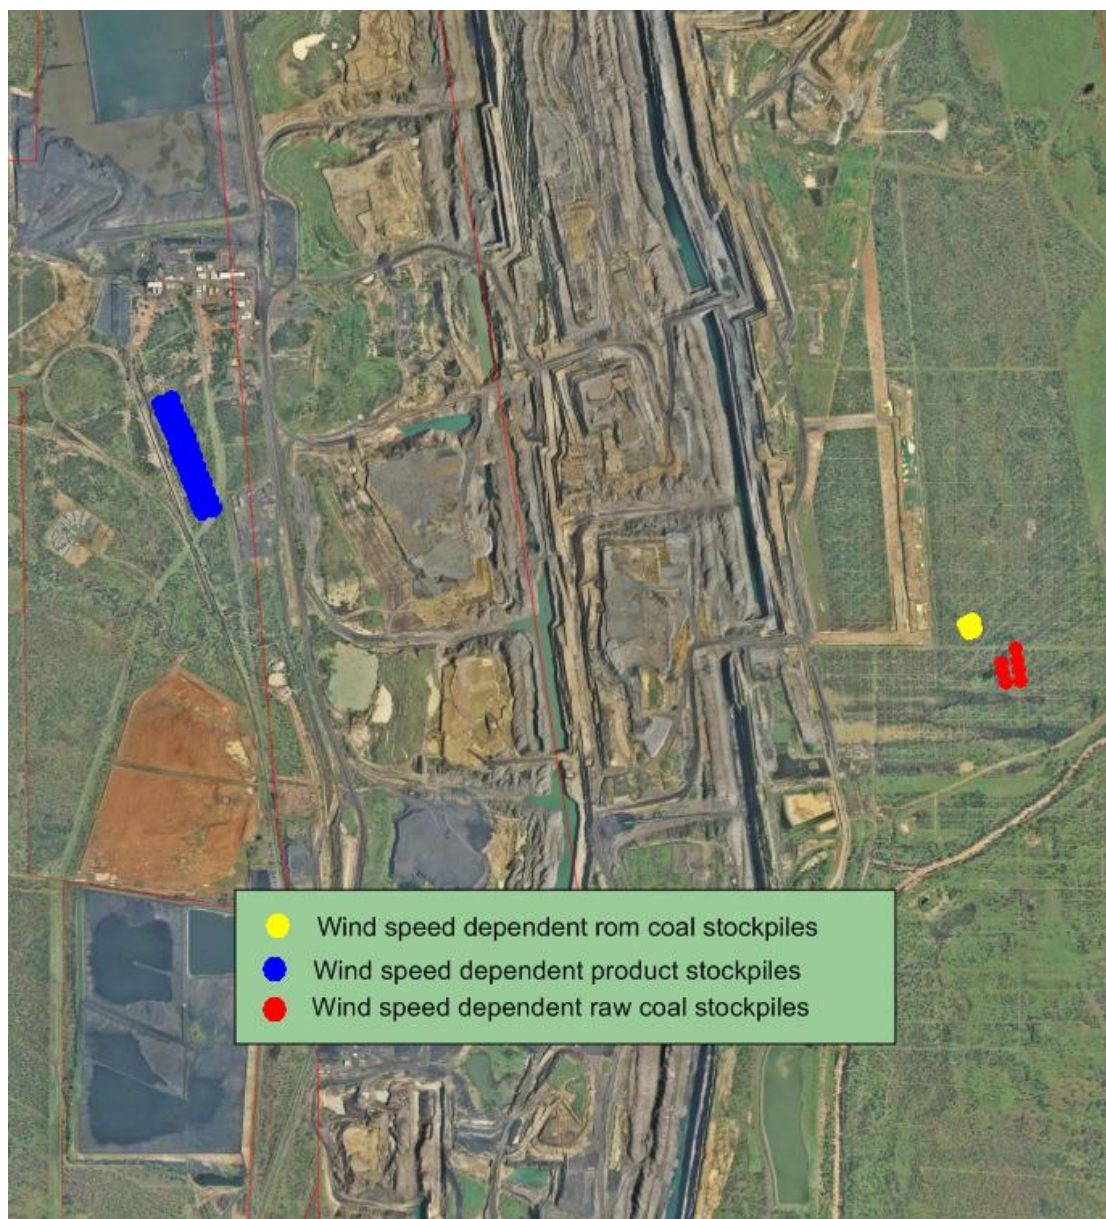 Wind speed dependent rom coal stockpiles
Wind speed dependent product stockpiles
Wind speed dependent raw coal stockpiles